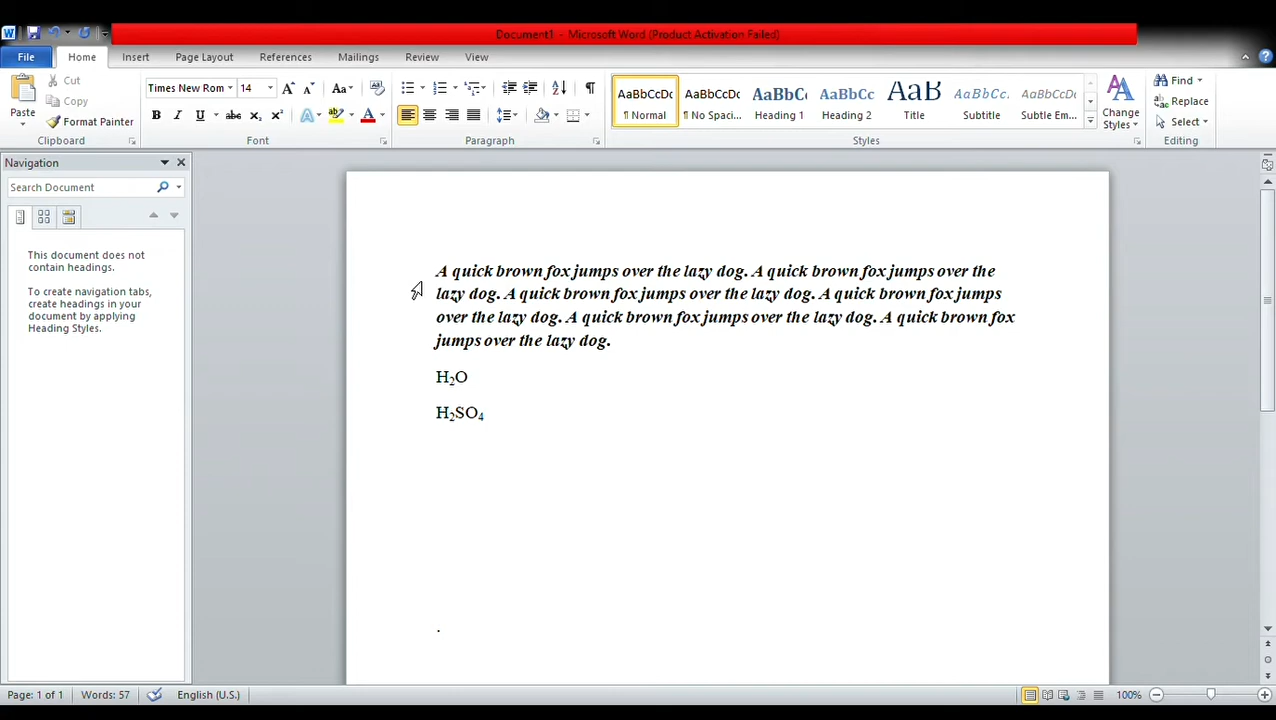 Document1 - Microsoft Word (Product Activation Failed)
File Home Insert Page Layout References Mailings Review View
Paste
Cut
Copy
Format Painter
Clipboard
Times New Rom 14 Aa
B I U abc x₂ x² A ab A
Font
Paragraph
AaBbCcDc AaBbCcDc AaBbC AaBbCc AaB AaBbCc. AaBbCcDc
¶ Normal ¶ No Spaci... Heading 1 Heading 2 Title Subtitle Subtle Em...
Styles
Change
Styles
Find
Replace
Select
Editing
Navigation
Search Document
This document does not
contain headings.
To create navigation tabs,
create headings in your
document by applying
Heading Styles.
A quick brown fox jumps over the lazy dog. A quick brown fox jumps over the
lazy dog. A quick brown fox jumps over the lazy dog. A quick brown fox jumps
over the lazy dog. A quick brown fox jumps over the lazy dog. A quick brown fox
jumps over the lazy dog.
H₂O
H₂SO₄
.
Page: 1 of 1 Words: 57 English (U.S.) 100%